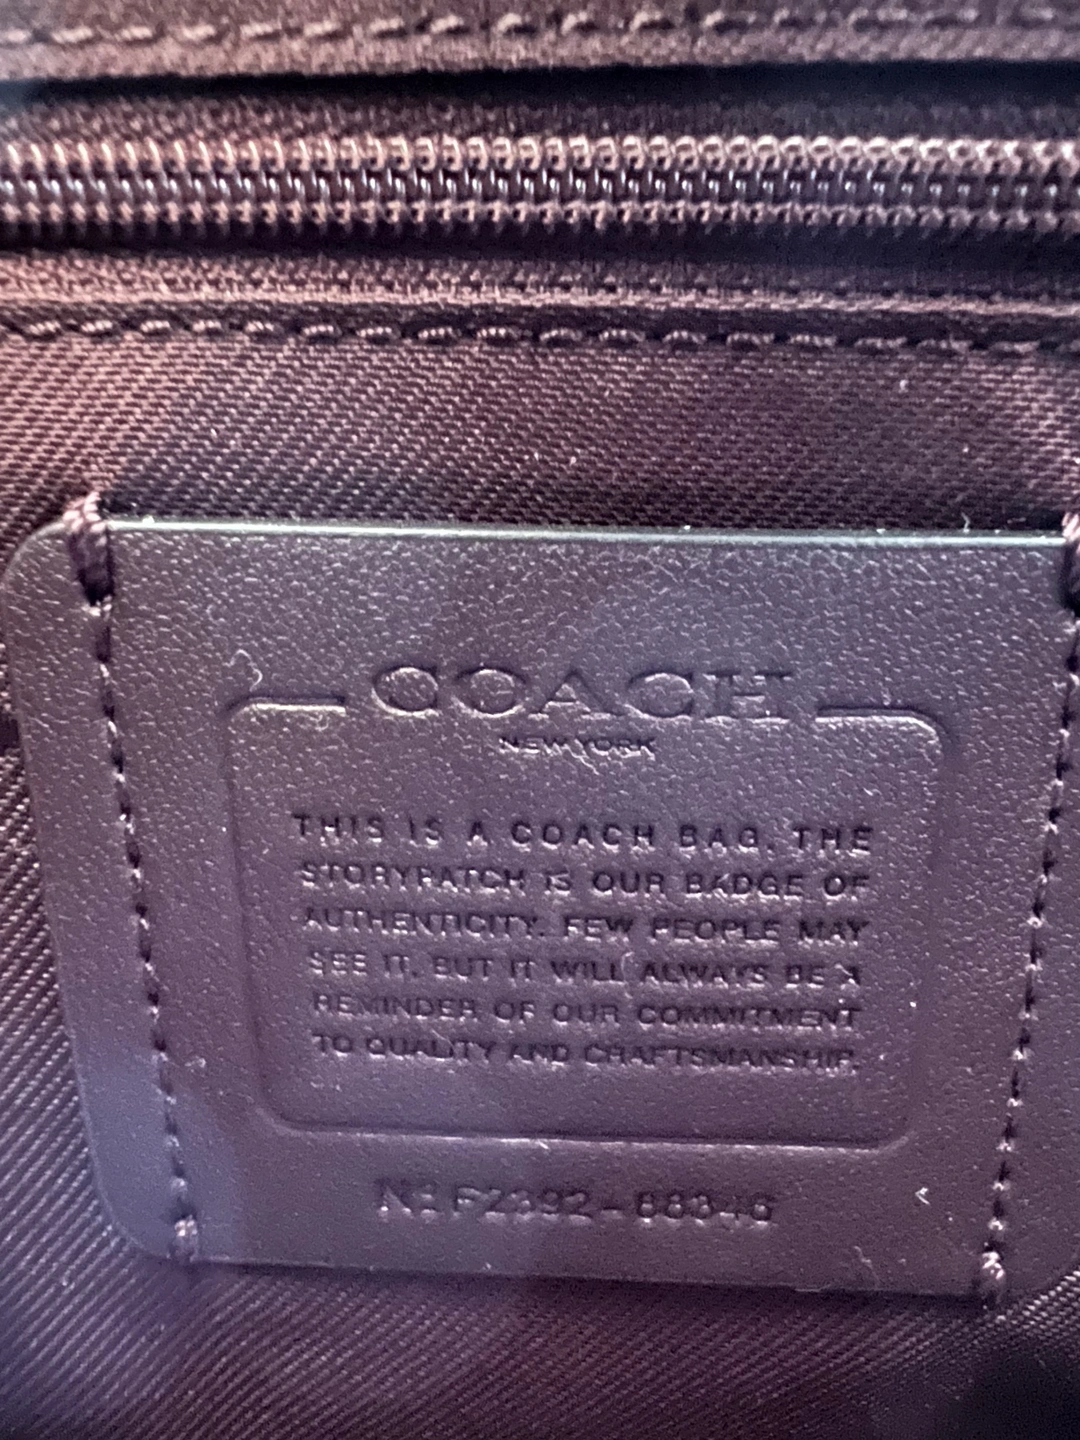 COACH
NEW YORK
THIS IS A COACH BAG. THE
STORYPATCH IS OUR BADGE OF
AUTHENTICITY. FEW PEOPLE MAY
SEE IT, BUT IT WILL ALWAYS BE A
REMINDER OF OUR COMMITMENT
TO QUALITY AND CRAFTSMANSHIP.